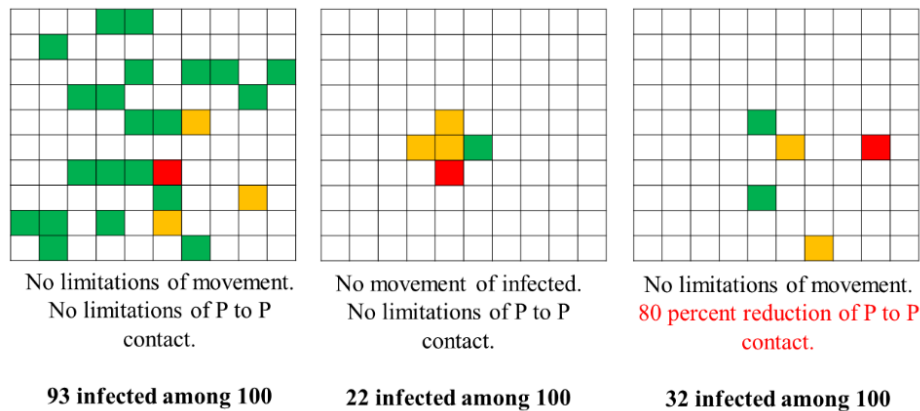 No limitations of movement.
No limitations of P to P
contact.
93 infected among 100
No movement of infected.
No limitations of P to P
contact.
22 infected among 100
No limitations of movement.
80 percent reduction of P to P
contact.
32 infected among 100